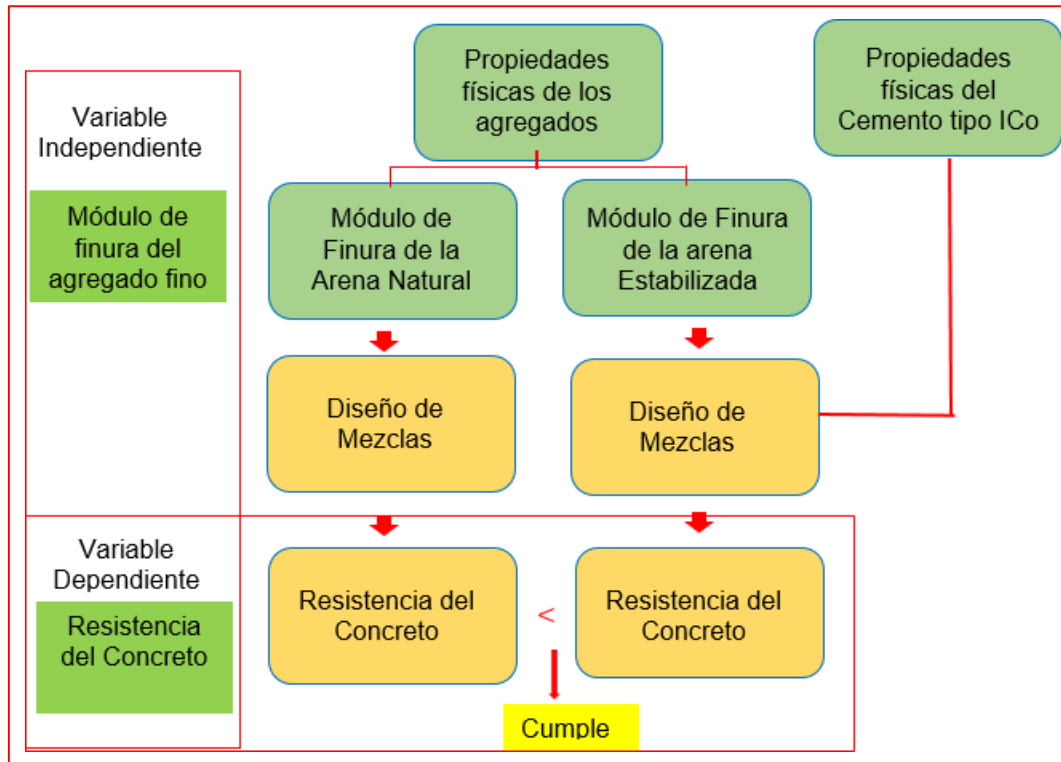 Propiedades
físicas de los
agregados
Propiedades
físicas del
Cemento tipo ICo
Variable
Independiente
Módulo de
finura del
agregado fino
Módulo de
Finura de la
Arena Natural
Módulo de Finura
de la arena
Estabilizada
Diseño de
Mezclas
Diseño de
Mezclas
Variable
Dependiente
Resistencia
del Concreto
Resistencia del
Concreto
<
Resistencia del
Concreto
Cumple